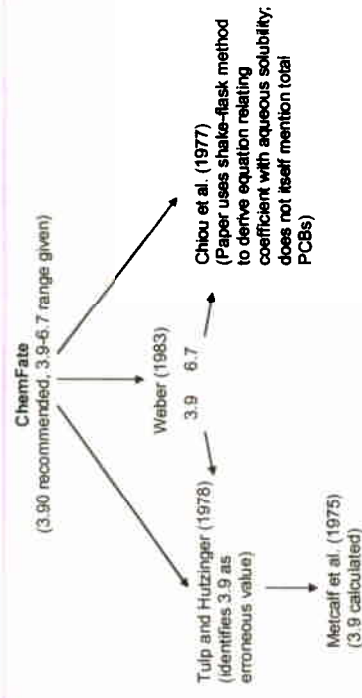 ChemFate
(3.90 recommended, 3.9-6.7 range given)
Weber (1983)
3.9 6.7
Tulp and Hutzinger (1978)
(identifies 3.9 as
erroneous value)
Chiou et al. (1977)
(Paper uses shake-flask method
to derive equation relating
coefficient with aqueous solubility;
does not itself mention total
PCBs)
Metcalf et al. (1975)
(3.9 calculated)